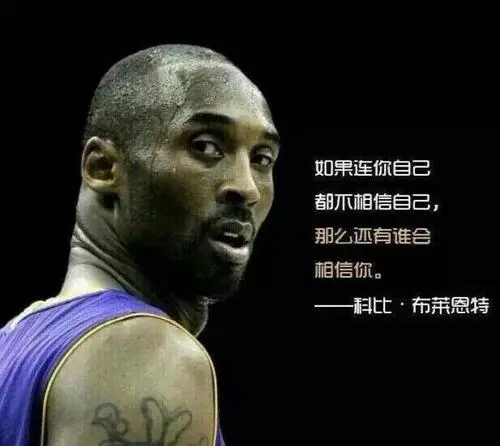 如果连你自己
都不相信自己，
那么还有谁会
相信你。
——科比·布莱恩特